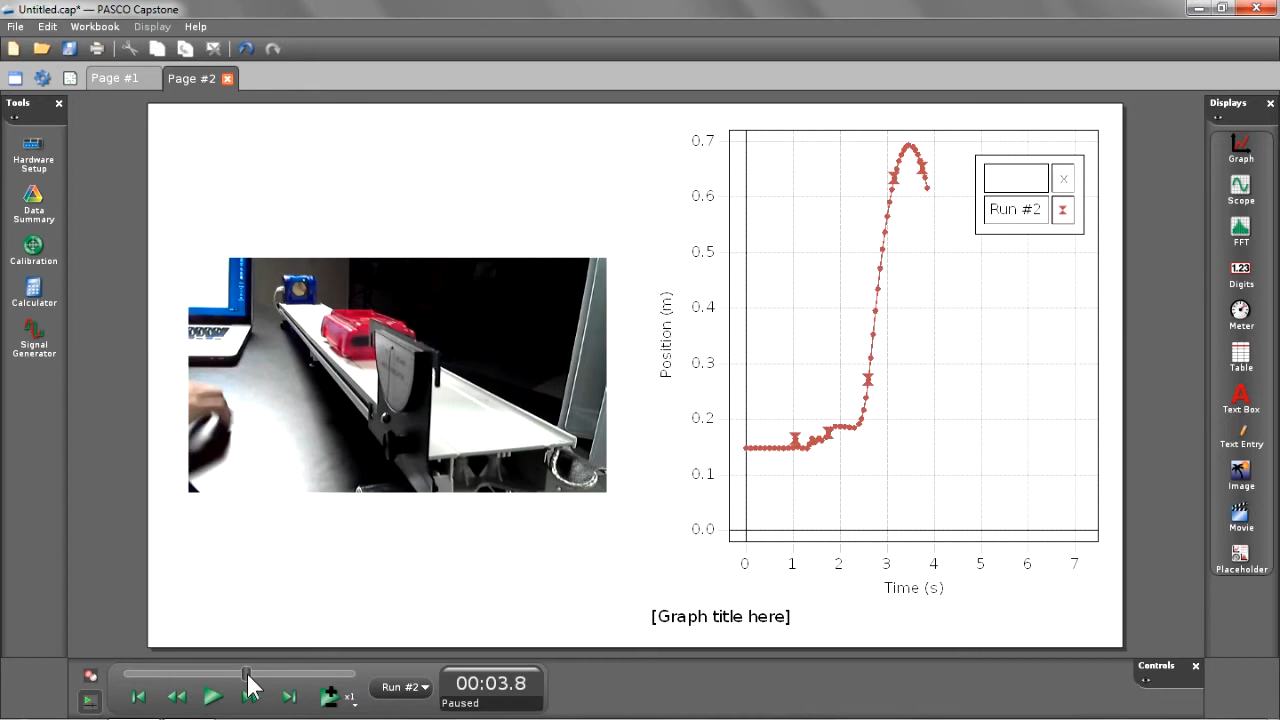 Untitled.cap* — PASCO Capstone
File Edit Workbook Display Help
Page #1 Page #2
Tools
Hardware
Setup
Data
Summary
Calibration
Calculator
Signal
Generator
0.7
0.6
0.5
0.4
0.3
0.2
0.1
0.0
Position (m)
x
Run #2
0 1 2 3 4 5 6 7
Time (s)
[Graph title here]
Displays
Graph
Scope
FFT
1.23
Digits
Meter
Table
Text Box
Text Entry
Image
Movie
Placeholder
x1
Run #2
00:03.8
Paused
Controls